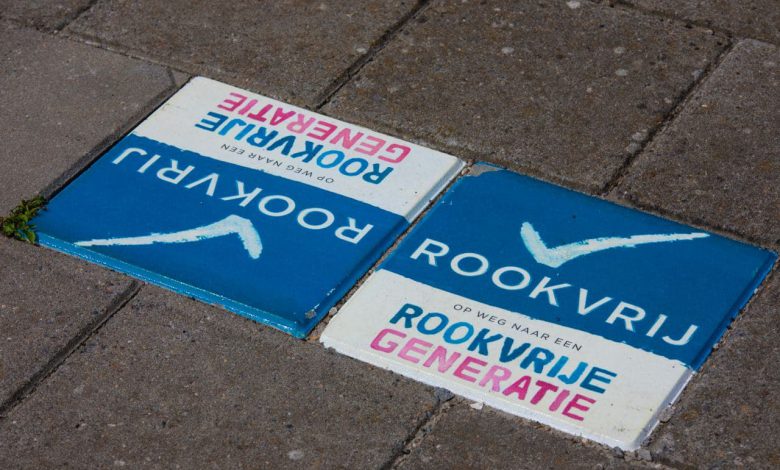 ROOKVRIJ
OP WEG NAAR EEN
ROOKVRIJE
GENERATIE
ROOKVRIJ
OP WEG NAAR EEN
ROOKVRIJE
GENERATIE